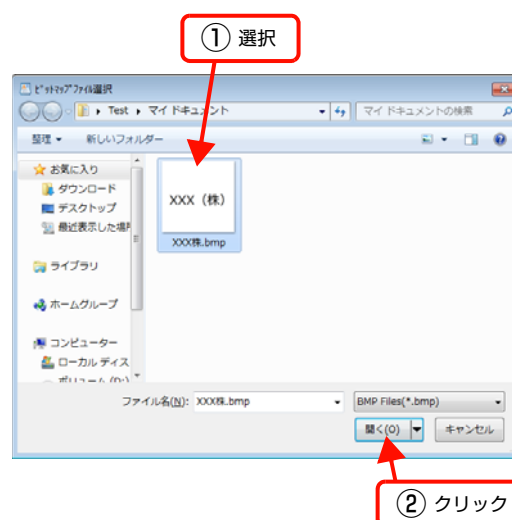 ① 選択
ビットマップファイル選択
Test マイ ドキュメント
マイ ドキュメントの検索
整理 新しいフォルダー
お気に入り
ダウンロード
デスクトップ
最近表示した場所
ライブラリ
ホームグループ
コンピューター
ローカル ディス
ボリューム (D:)
XXX（株）
XXX株.bmp
ファイル名(N): XXX株.bmp
BMP Files(*.bmp)
開く(O) キャンセル
② クリック